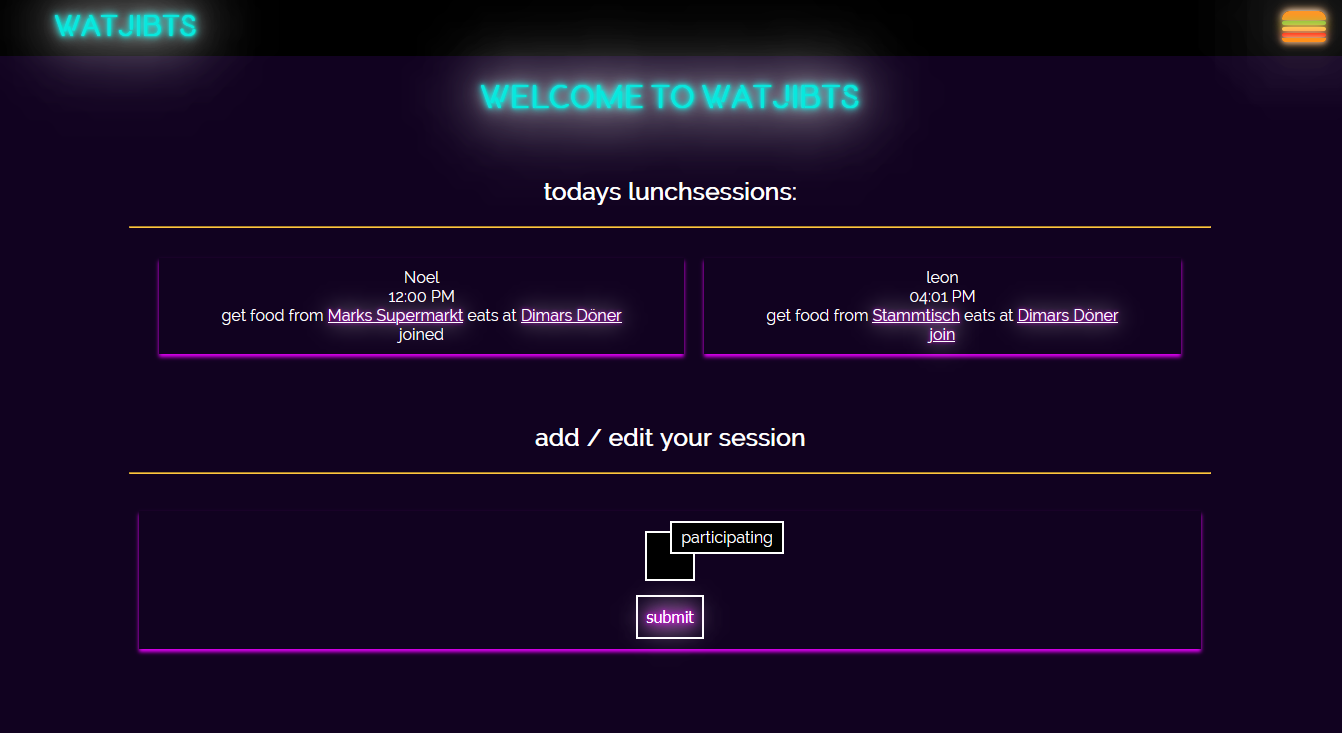 WATJIBTS
WELCOME TO WATJIBTS
todays lunchsessions:
Noel
12:00 PM
get food from Marks Supermarkt eats at Dimars Döner
joined
leon
04:01 PM
get food from Stammtisch eats at Dimars Döner
join
add / edit your session
participating
submit